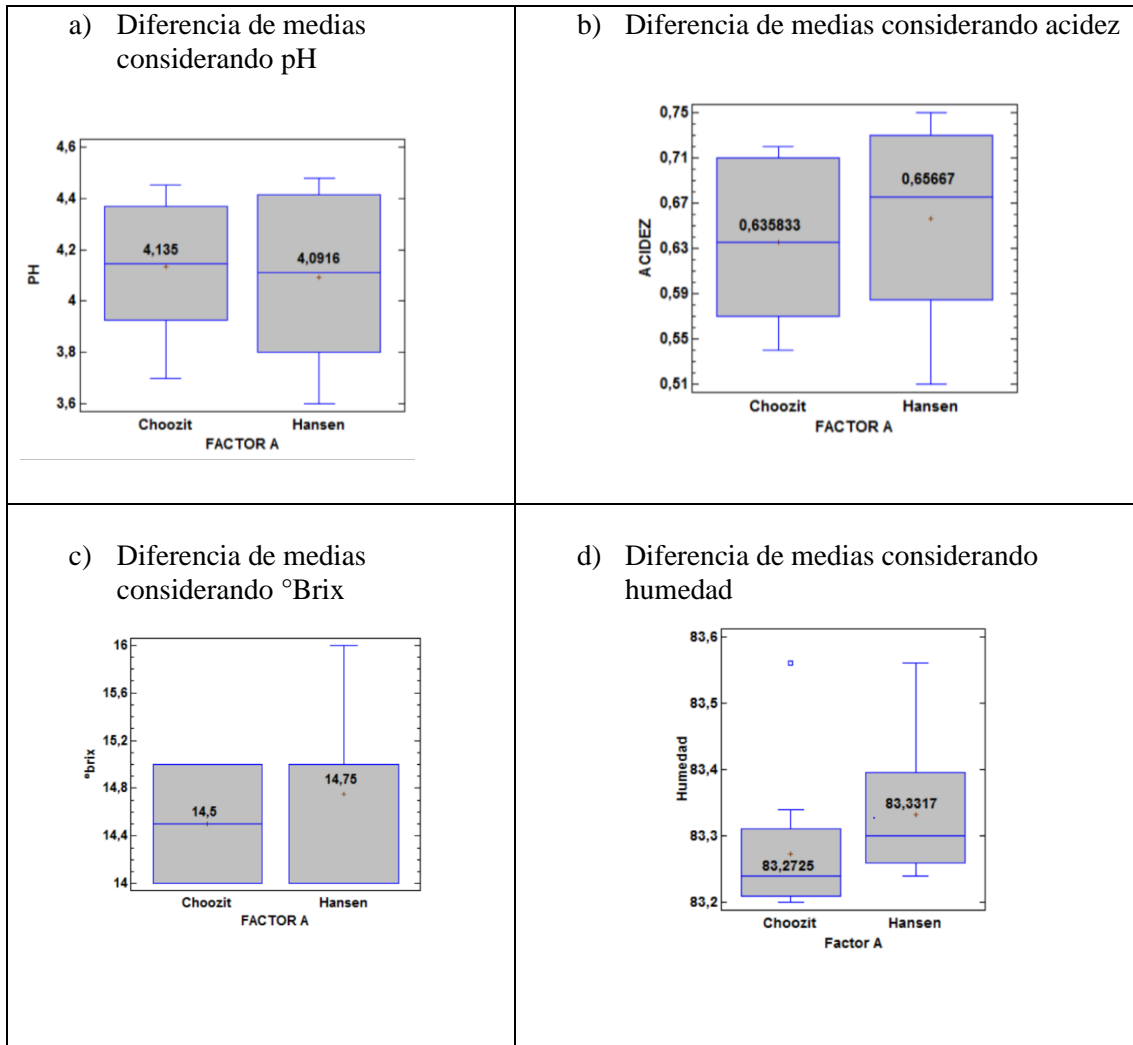 a) Diferencia de medias
considerando pH
4,6
4,4
4,2
4
3,8
3,6
PH
4,135
4,0916
Choozit Hansen
FACTOR A
b) Diferencia de medias considerando acidez
0,75
0,71
0,67
0,63
0,59
0,55
0,51
ACIDEZ
0,635833
0,65667
Choozit Hansen
FACTOR A
c) Diferencia de medias
considerando °Brix
16
15,6
15,2
14,8
14,4
14
°brix
14,5
14,75
Choozit Hansen
FACTOR A
d) Diferencia de medias considerando
humedad
83,6
83,5
83,4
83,3
83,2
Humedad
83,2725
83,3317
Choozit Hansen
Factor A